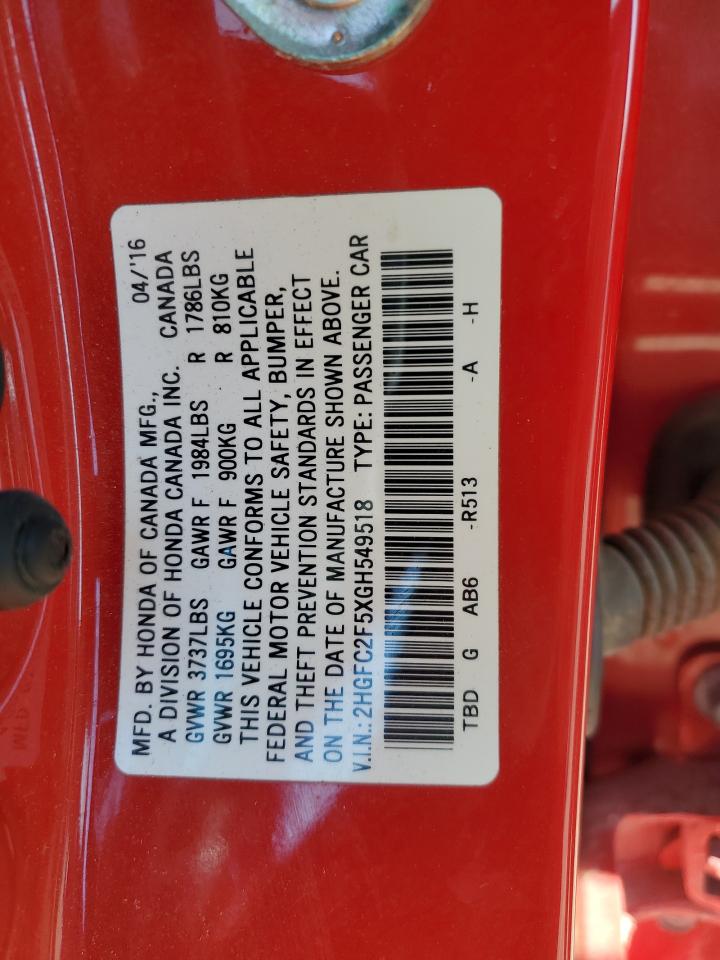 MFD. BY HONDA OF CANADA MFG., 04/'16
A DIVISION OF HONDA CANADA INC. CANADA
GVWR 3737LBS GAWR F 1984LBS R 1786LBS
GVWR 1695KG GAWR F 900KG R 810KG
THIS VEHICLE CONFORMS TO ALL APPLICABLE
FEDERAL MOTOR VEHICLE SAFETY, BUMPER,
AND THEFT PREVENTION STANDARDS IN EFFECT
ON THE DATE OF MANUFACTURE SHOWN ABOVE.
V.I.N.:2HGFC2F5XGH549518 TYPE: PASSENGER CAR
TBD G AB6 -R513 -A -H